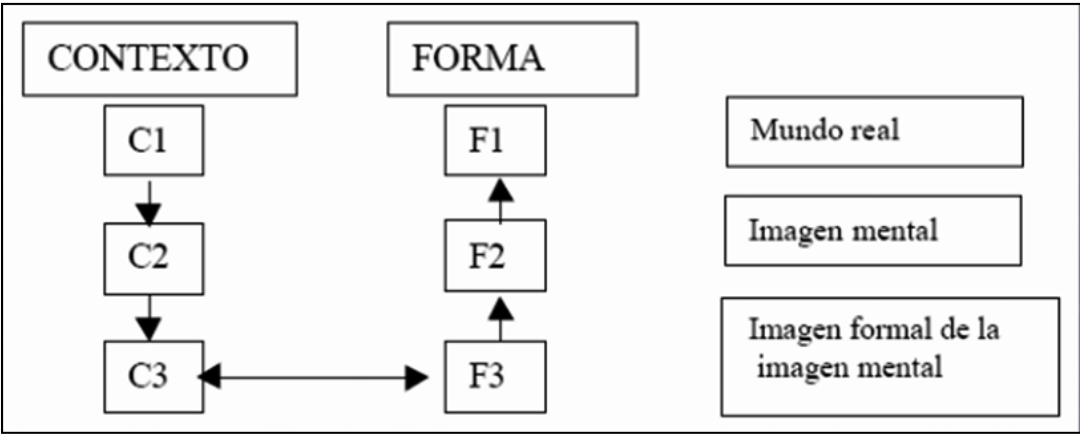 CONTEXTO
FORMA
C1
F1
Mundo real
C2
F2
Imagen mental
C3
F3
Imagen formal de la
imagen mental